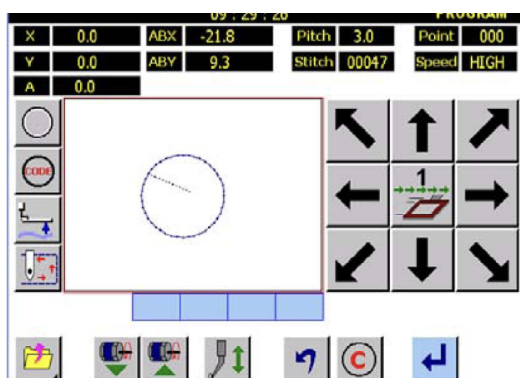 09 : 29 : 20 PROGRAM
X 0.0 ABX -21.8 Pitch 3.0 Point 000
Y 0.0 ABY 9.3 Stitch 00047 Speed HIGH
A 0.0
CODE
1
C